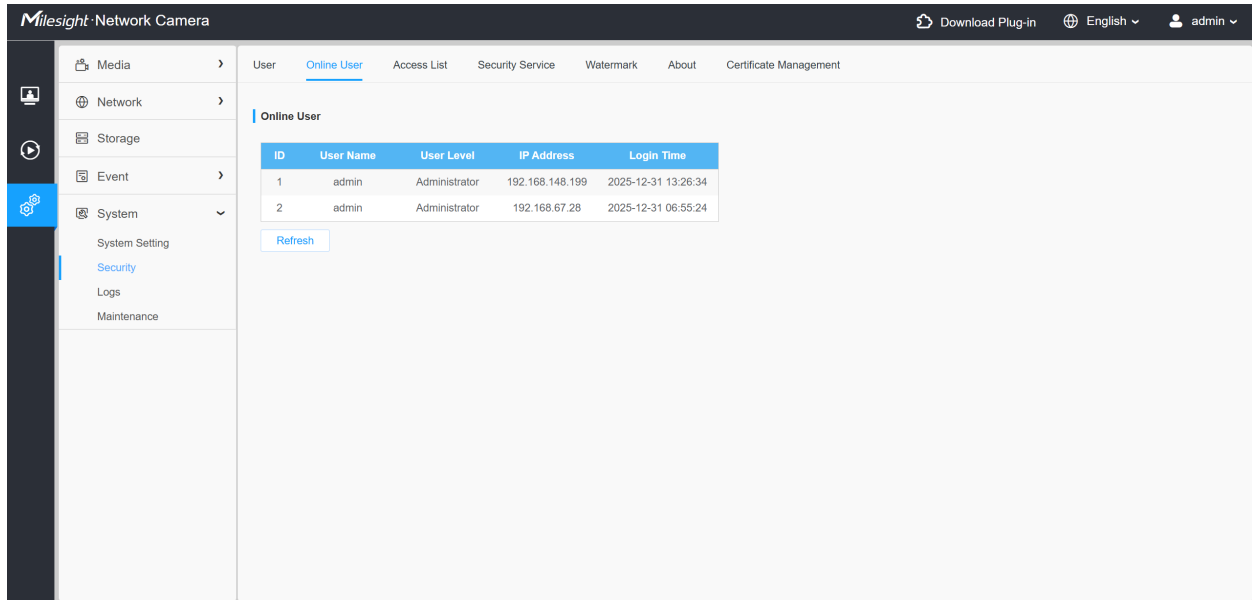 Milesight·Network Camera
Download Plug-in
English
admin
Media
Network
Storage
Event
System
System Setting
Security
Logs
Maintenance
User Online User Access List Security Service Watermark About Certificate Management
Online User
ID User Name User Level IP Address Login Time
1 admin Administrator 192.168.148.199 2025-12-31 13:26:34
2 admin Administrator 192.168.67.28 2025-12-31 06:55:24
Refresh